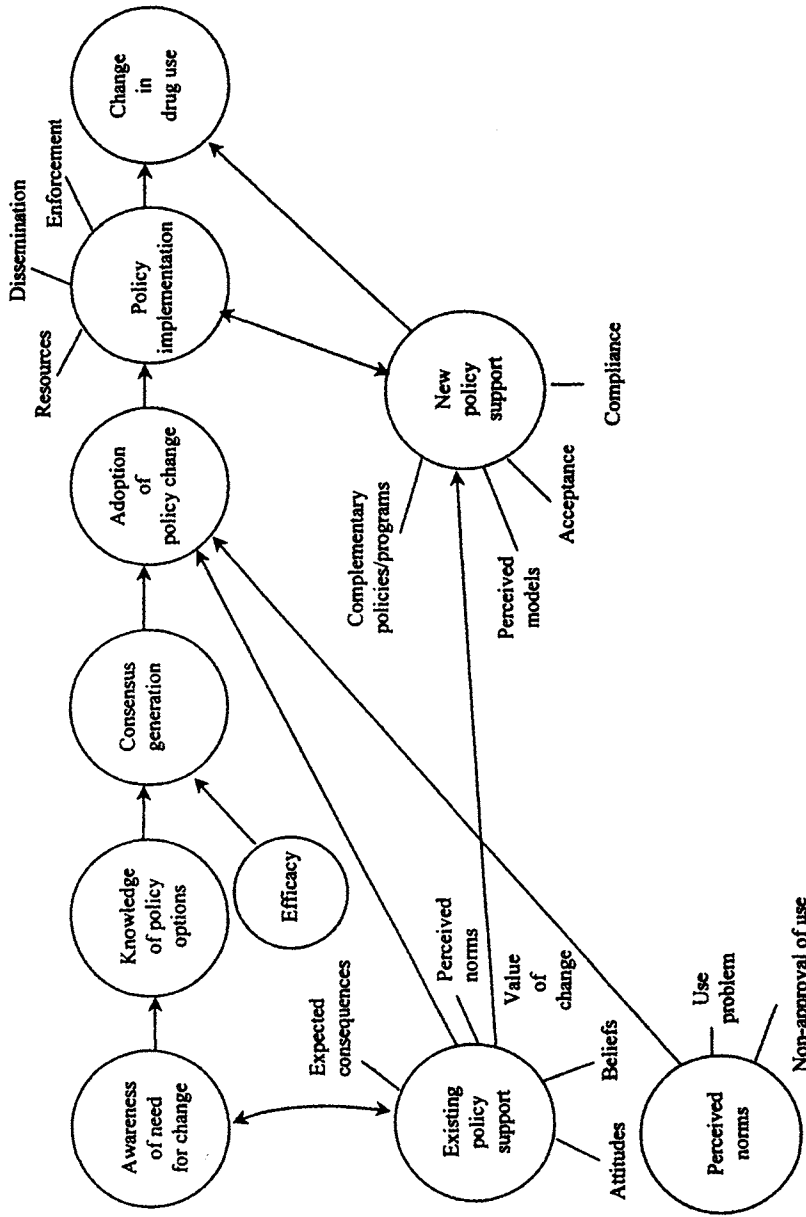 Awareness
of need
for change
Knowledge
of policy
options
Consensus
generation
Adoption
of
policy change
Policy
implementation
Change
in
drug use
Resources
Dissemination
Enforcement
Efficacy
Expected
consequences
Perceived
norms
Value
of
change
Existing
policy
support
Beliefs
Attitudes
Complementary
policies/programs
Perceived
models
Acceptance
Compliance
New
policy
support
Perceived
norms
Use
problem
Non-approval of use